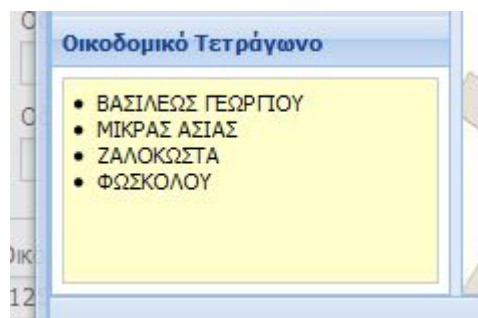 Οικοδομικό Τετράγωνο
• ΒΑΣΙΛΕΩΣ ΓΕΩΡΓΙΟΥ
• ΜΙΚΡΑΣ ΑΣΙΑΣ
• ΖΑΛΟΚΩΣΤΑ
• ΦΩΣΚΟΛΟΥ
12